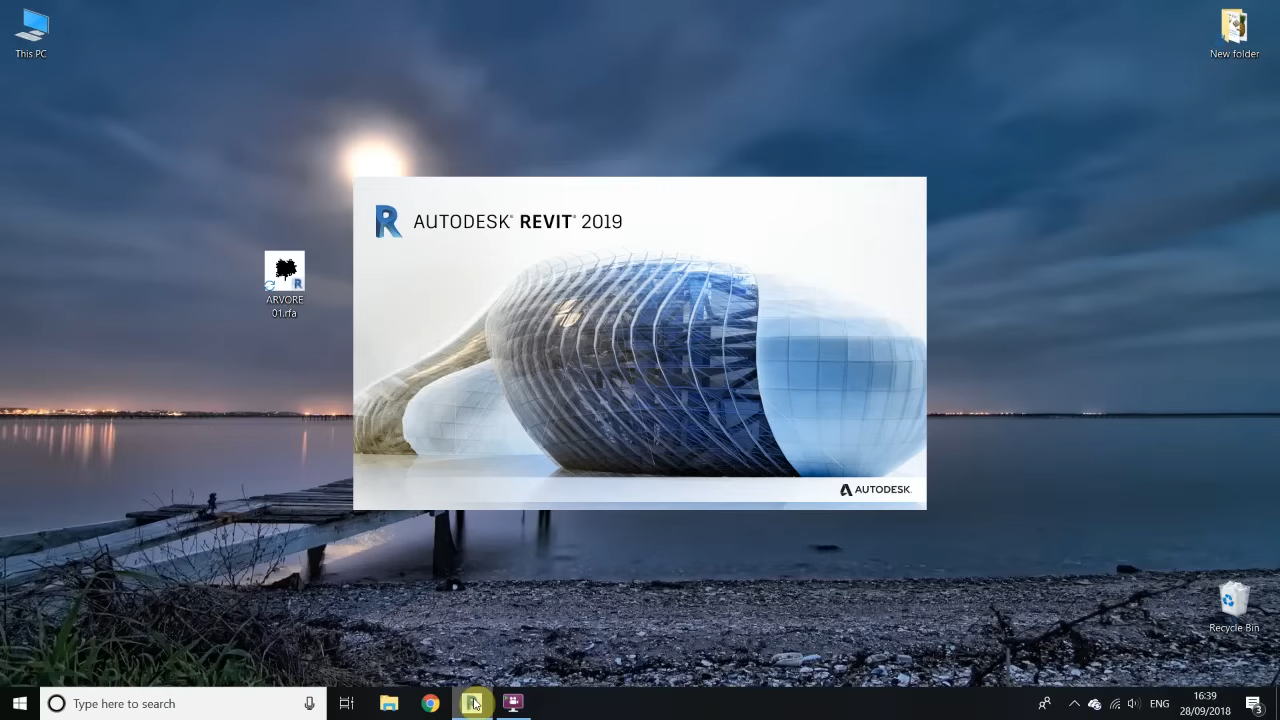 This PC
New folder
R AUTODESK® REVIT® 2019
ARVORE
01.rfa
R
AUTODESK.
Recycle Bin
Type here to search
ENG
16:39
28/09/2018
3